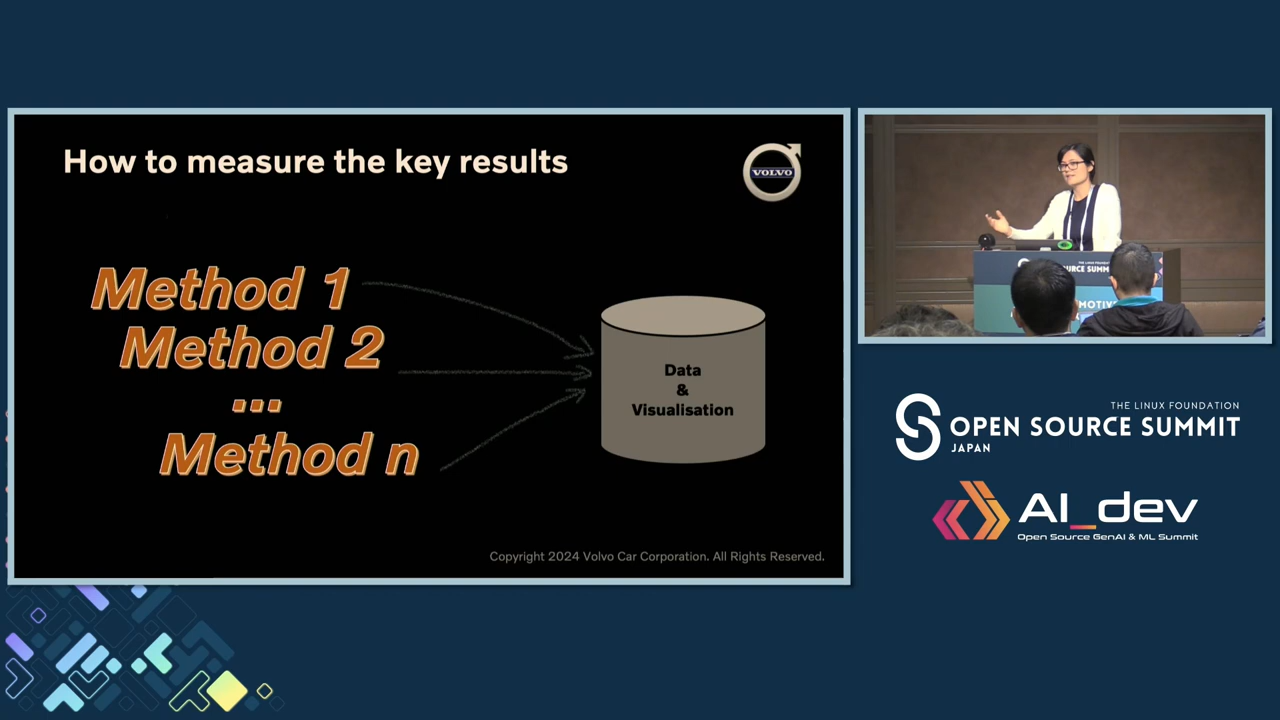 How to measure the key results
VOLVO
Method 1
Method 2
...
Method n
Data
&
Visualisation
Copyright 2024 Volvo Car Corporation. All Rights Reserved.
THE LINUX FOUNDATION
OPEN SOURCE SUMMIT
JAPAN
AI_dev
Open Source GenAI & ML Summit